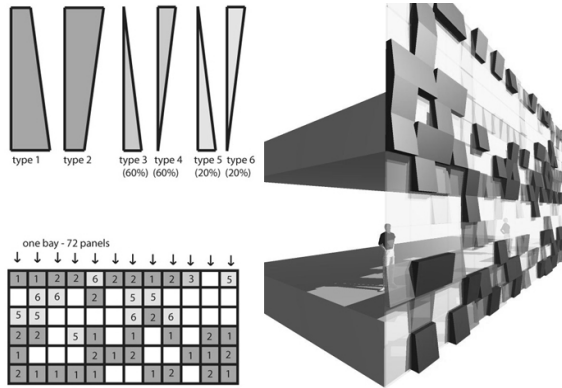 type 1 type 2 type 3 type 4 type 5 type 6
(60%) (60%) (20%) (20%)
one bay - 72 panels
1 1 2 2 6 2 2 1 2 3 5
6 6 2 5 5
5 5 6 2 6
2 2 5 1 1 1 2 1
1 2 1 2 1 1 2
2 1 1 1 1 1 2 2 1